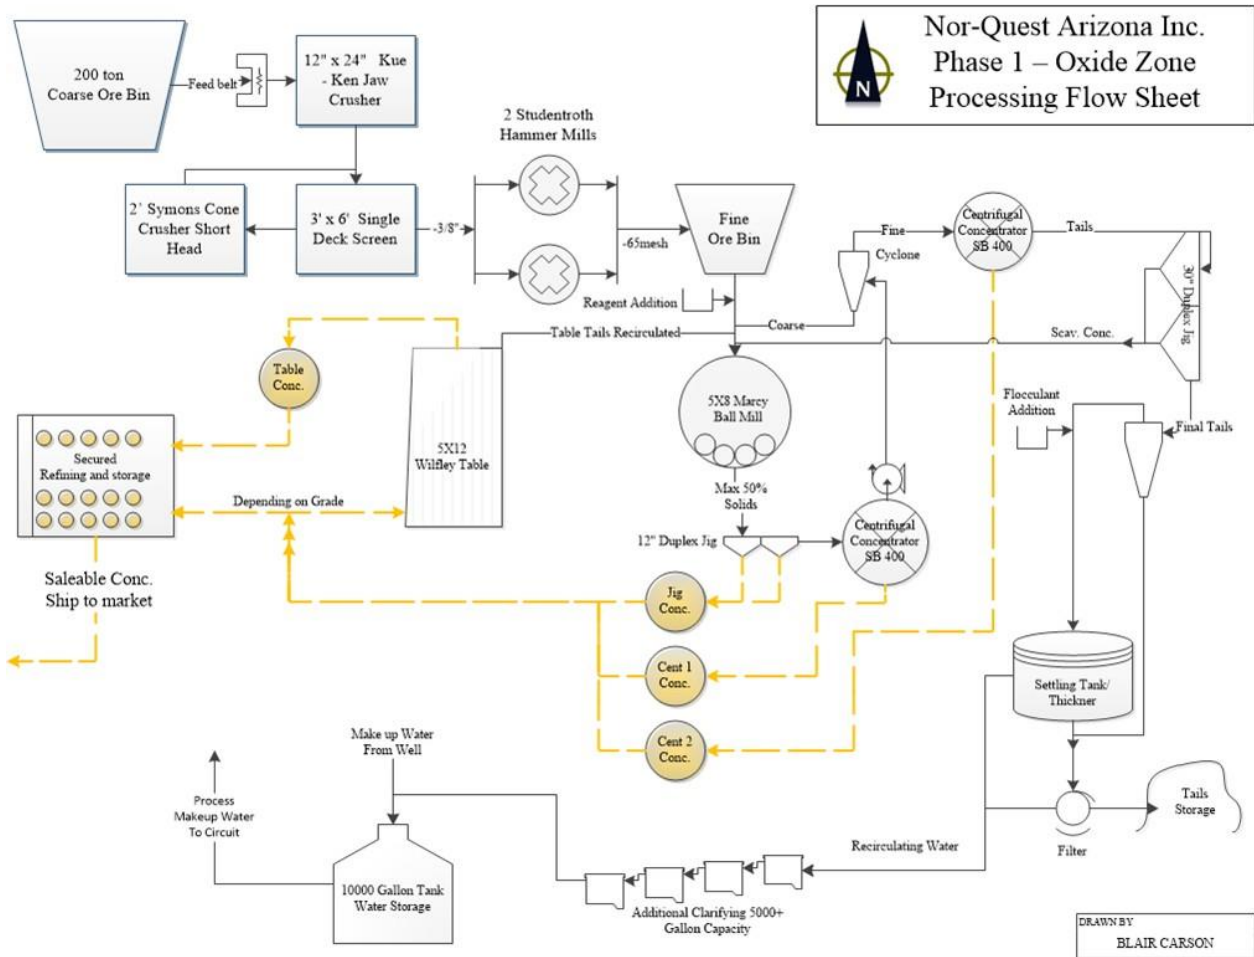 Nor-Quest Arizona Inc.
Phase 1 – Oxide Zone
Processing Flow Sheet
N
200 ton
Coarse Ore Bin
Feed belt
12" x 24"   Kue
- Ken Jaw
Crusher
2 Studentroth
Hammer Mills
2' Symons Cone
Crusher Short
Head
3' x 6'  Single
Deck Screen
-3/8"
-65mesh
Fine
Ore Bin
Reagent Addition
Fine
Cyclone
Coarse
Centrifugal
Concentrator
SB 400
Tails
30" Duplex Jig
Scav. Conc.
Table Tails Recirculated
Table
Conc.
5X12
Wilfley Table
5X8 Marcy
Ball Mill
Max 50%
Solids
12" Duplex Jig
Centrifugal
Concentrator
SB 400
Flocculant
Addition
Final Tails
Secured
Refining and storage
Depending on Grade
Saleable Conc.
Ship to market
Jig
Conc.
Cent 1
Conc.
Cent 2
Conc.
Settling Tank/
Thickner
Make up Water
From Well
Process
Makeup Water
To Circuit
10000 Gallon Tank
Water Storage
Recirculating Water
Additional Clarifying 5000+
Gallon Capacity
Filter
Tails
Storage
DRAWN BY
BLAIR CARSON